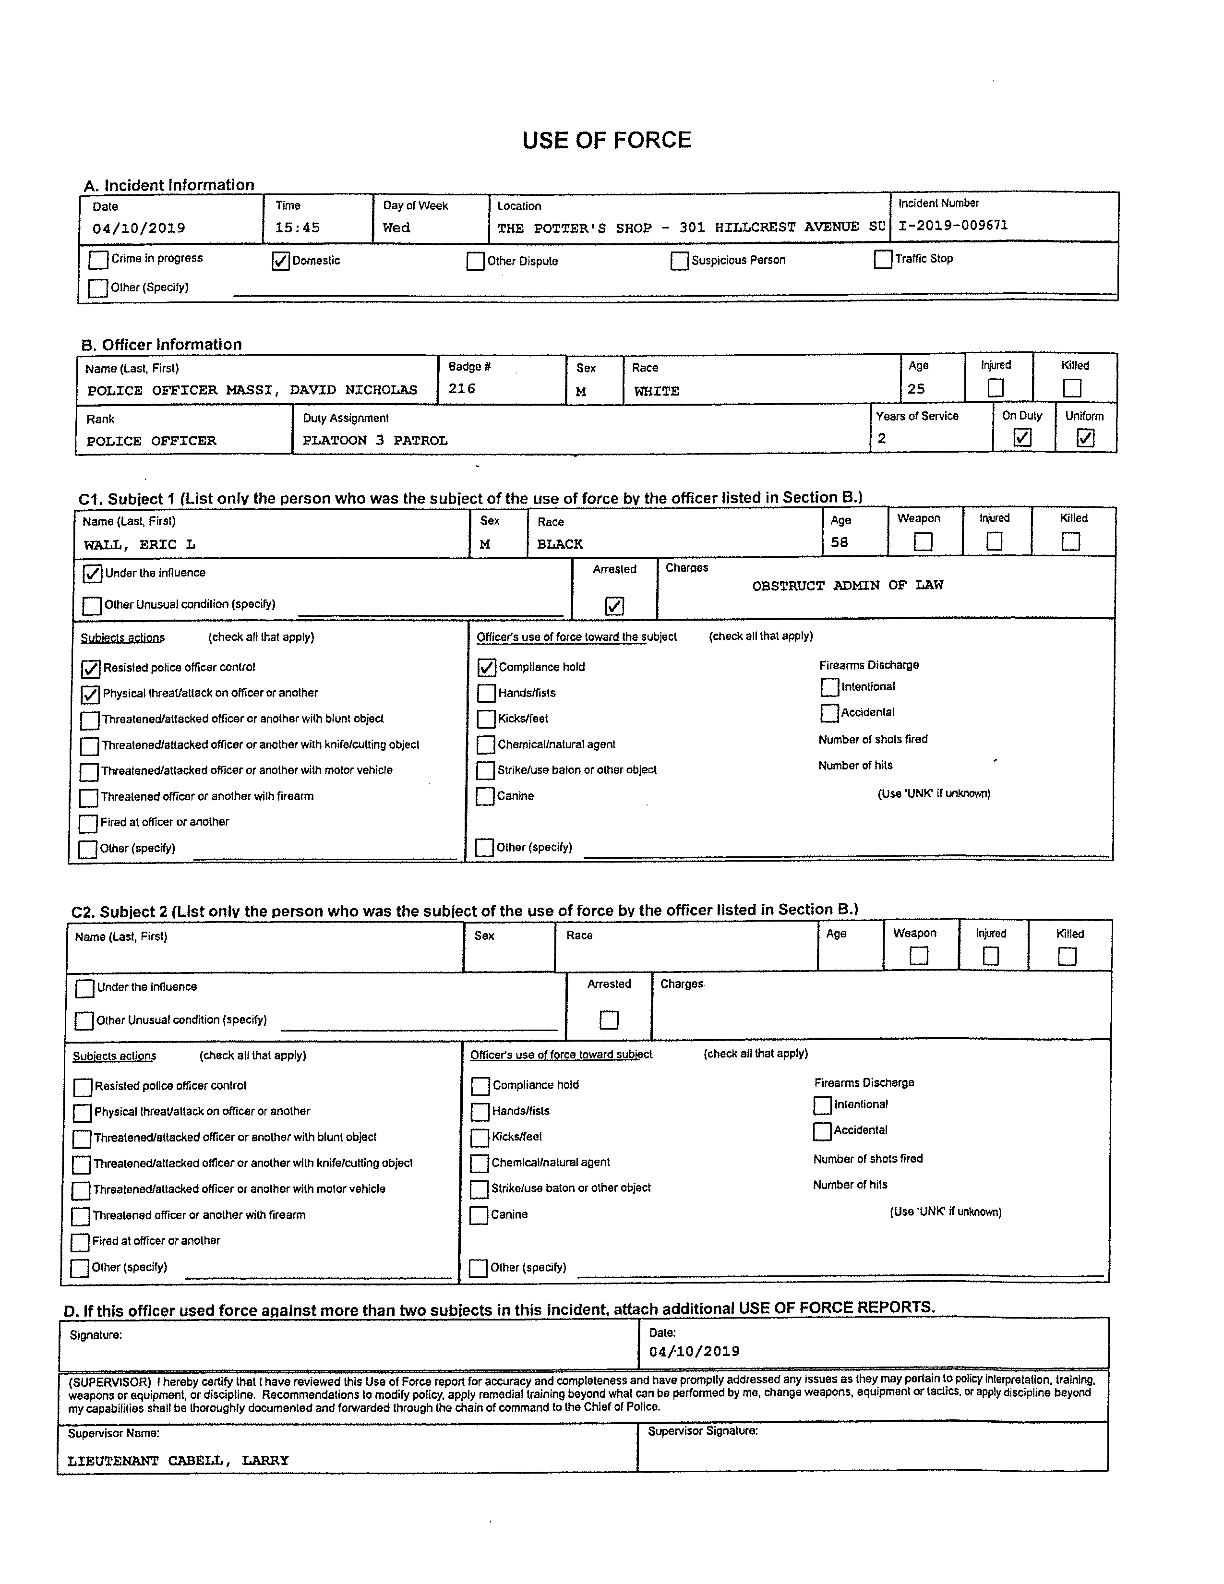 USE OF FORCE
A. Incident Information
Date Time Day of Week Location Incident Number
04/10/2019 15:45 Wed THE POTTER'S SHOP - 301 HILLCREST AVENUE SC I-2019-009671
Crime in progress Domestic Other Dispute Suspicious Person Traffic Stop
Other (Specify)
B. Officer Information
Name (Last, First) Badge # Sex Race Age Injured Killed
POLICE OFFICER MASSI, DAVID NICHOLAS 216 M WHITE 25
Rank Duty Assignment Years of Service On Duty Uniform
POLICE OFFICER PLATOON 3 PATROL 2
C1. Subject 1 (List only the person who was the subject of the use of force by the officer listed in Section B.)
Name (Last, First) Sex Race Age Weapon Injured Killed
WALL, ERIC L M BLACK 58
Under the influence Arrested Charges
OBSTRUCT ADMIN OF LAW
Other Unusual condition (specify)
Subjects actions (check all that apply) Officer's use of force toward the subject (check all that apply)
Resisted police officer control Compliance hold Firearms Discharge
Physical threat/attack on officer or another Hands/fists Intentional
Threatened/attacked officer or another with blunt object Kicks/feet Accidental
Threatened/attacked officer or another with knife/cutting object Chemical/natural agent Number of shots fired
Threatened/attacked officer or another with motor vehicle Strike/use baton or other object Number of hits
Threatened officer or another with firearm Canine (Use 'UNK' if unknown)
Fired at officer or another
Other (specify) Other (specify)
C2. Subject 2 (List only the person who was the subject of the use of force by the officer listed in Section B.)
Name (Last, First) Sex Race Age Weapon Injured Killed
Under the influence Arrested Charges
Other Unusual condition (specify)
Subjects actions (check all that apply) Officer's use of force toward subject (check all that apply)
Resisted police officer control Compliance hold Firearms Discharge
Physical threat/attack on officer or another Hands/fists Intentional
Threatened/attacked officer or another with blunt object Kicks/feet Accidental
Threatened/attacked officer or another with knife/cutting object Chemical/natural agent Number of shots fired
Threatened/attacked officer or another with motor vehicle Strike/use baton or other object Number of hits
Threatened officer or another with firearm Canine (Use 'UNK' if unknown)
Fired at officer or another
Other (specify) Other (specify)
D. If this officer used force against more than two subjects in this incident, attach additional USE OF FORCE REPORTS.
Signature: Date:
04/10/2019
(SUPERVISOR) I hereby certify that I have reviewed this Use of Force report for accuracy and completeness and have promptly addressed any issues as they may pertain to policy interpretation, training,
weapons or equipment, or discipline. Recommendations to modify policy, apply remedial training beyond what can be performed by me, change weapons, equipment or tactics, or apply discipline beyond
my capabilities shall be thoroughly documented and forwarded through the chain of command to the Chief of Police.
Supervisor Name: Supervisor Signature:
LIEUTENANT CABELL, LARRY